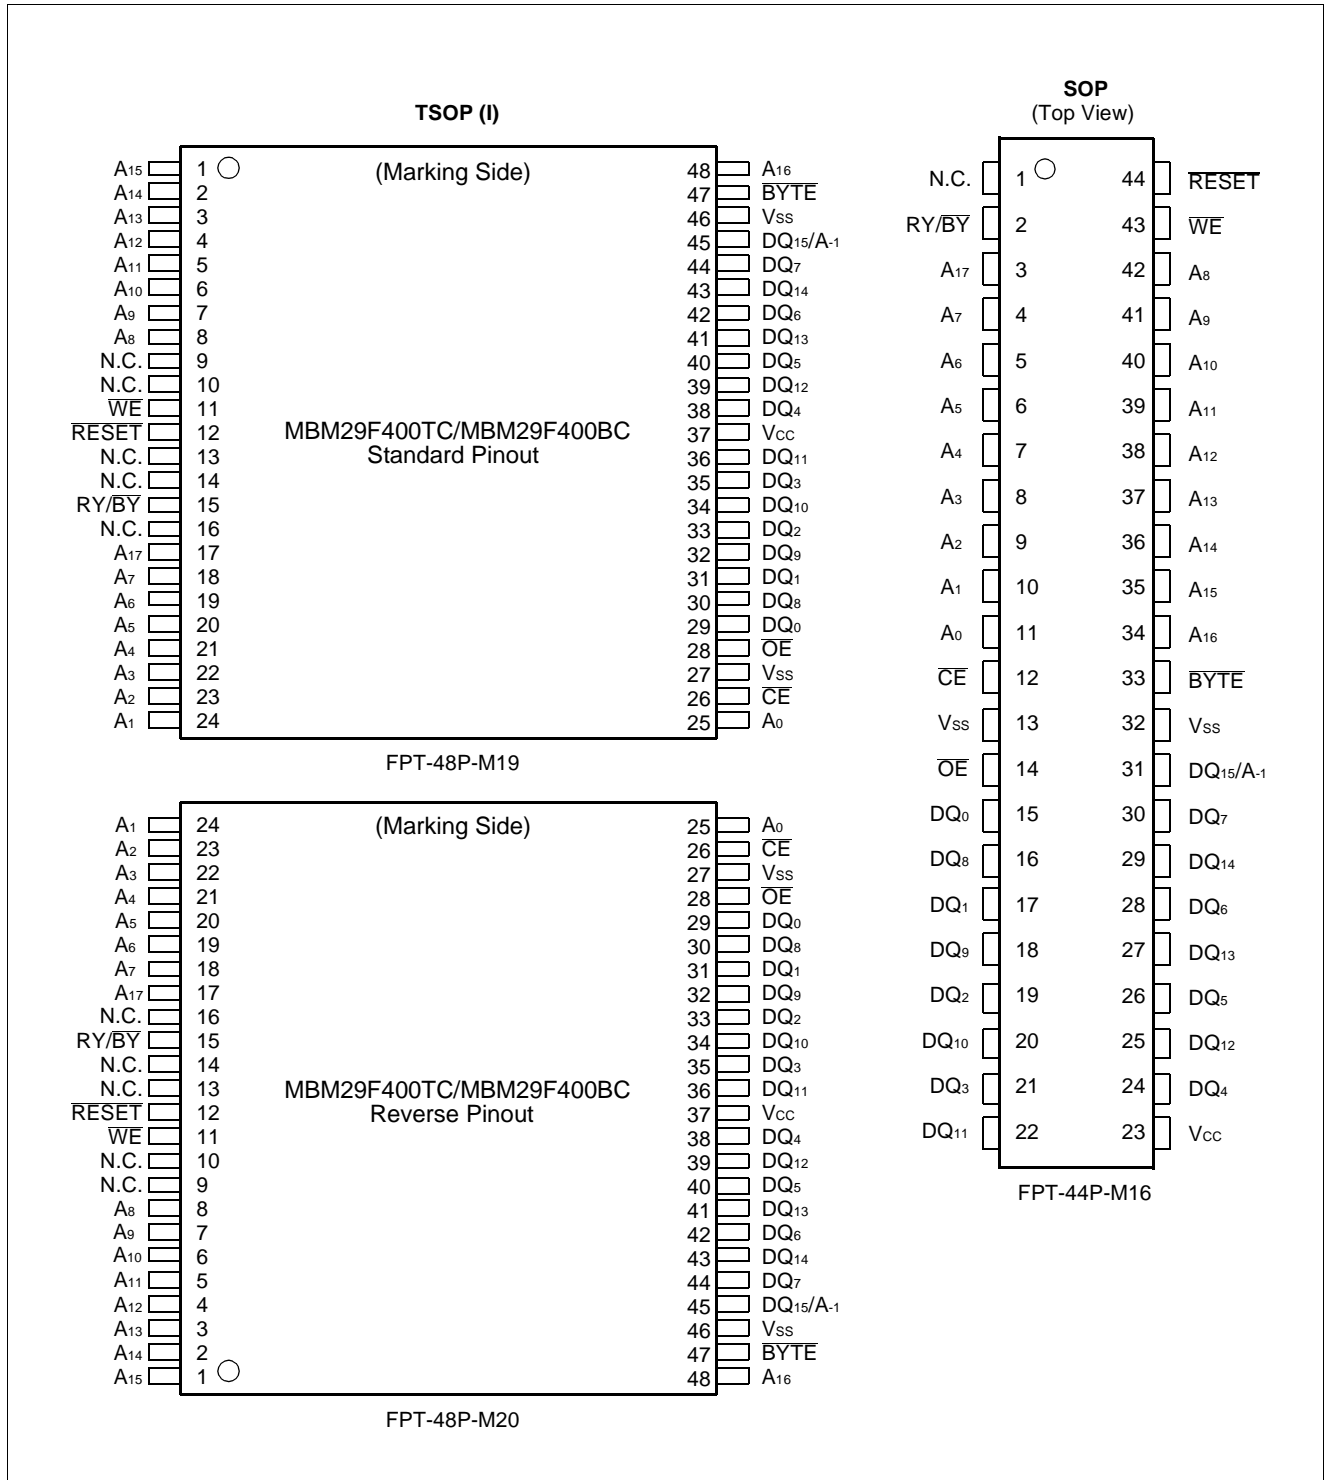 TSOP (I)
(Marking Side)
A15 1 48 A16
A14 2 47 BYTE
A13 3 46 VSS
A12 4 45 DQ15/A-1
A11 5 44 DQ7
A10 6 43 DQ14
A9 7 42 DQ6
A8 8 41 DQ13
N.C. 9 40 DQ5
N.C. 10 39 DQ12
WE 11 38 DQ4
RESET 12 37 VCC
N.C. 13 36 DQ11
N.C. 14 35 DQ3
RY/BY 15 34 DQ10
N.C. 16 33 DQ2
A17 17 32 DQ9
A7 18 31 DQ1
A6 19 30 DQ8
A5 20 29 DQ0
A4 21 28 OE
A3 22 27 VSS
A2 23 26 CE
A1 24 25 A0
MBM29F400TC/MBM29F400BC
Standard Pinout
FPT-48P-M19
(Marking Side)
A1 24 25 A0
A2 23 26 CE
A3 22 27 VSS
A4 21 28 OE
A5 20 29 DQ0
A6 19 30 DQ8
A7 18 31 DQ1
A17 17 32 DQ9
N.C. 16 33 DQ2
RY/BY 15 34 DQ10
N.C. 14 35 DQ3
N.C. 13 36 DQ11
RESET 12 37 VCC
WE 11 38 DQ4
N.C. 10 39 DQ12
N.C. 9 40 DQ5
A8 8 41 DQ13
A9 7 42 DQ6
A10 6 43 DQ14
A11 5 44 DQ7
A12 4 45 DQ15/A-1
A13 3 46 VSS
A14 2 47 BYTE
A15 1 48 A16
MBM29F400TC/MBM29F400BC
Reverse Pinout
FPT-48P-M20
SOP
(Top View)
N.C. 1 44 RESET
RY/BY 2 43 WE
A17 3 42 A8
A7 4 41 A9
A6 5 40 A10
A5 6 39 A11
A4 7 38 A12
A3 8 37 A13
A2 9 36 A14
A1 10 35 A15
A0 11 34 A16
CE 12 33 BYTE
VSS 13 32 VSS
OE 14 31 DQ15/A-1
DQ0 15 30 DQ7
DQ8 16 29 DQ14
DQ1 17 28 DQ6
DQ9 18 27 DQ13
DQ2 19 26 DQ5
DQ10 20 25 DQ12
DQ3 21 24 DQ4
DQ11 22 23 VCC
FPT-44P-M16